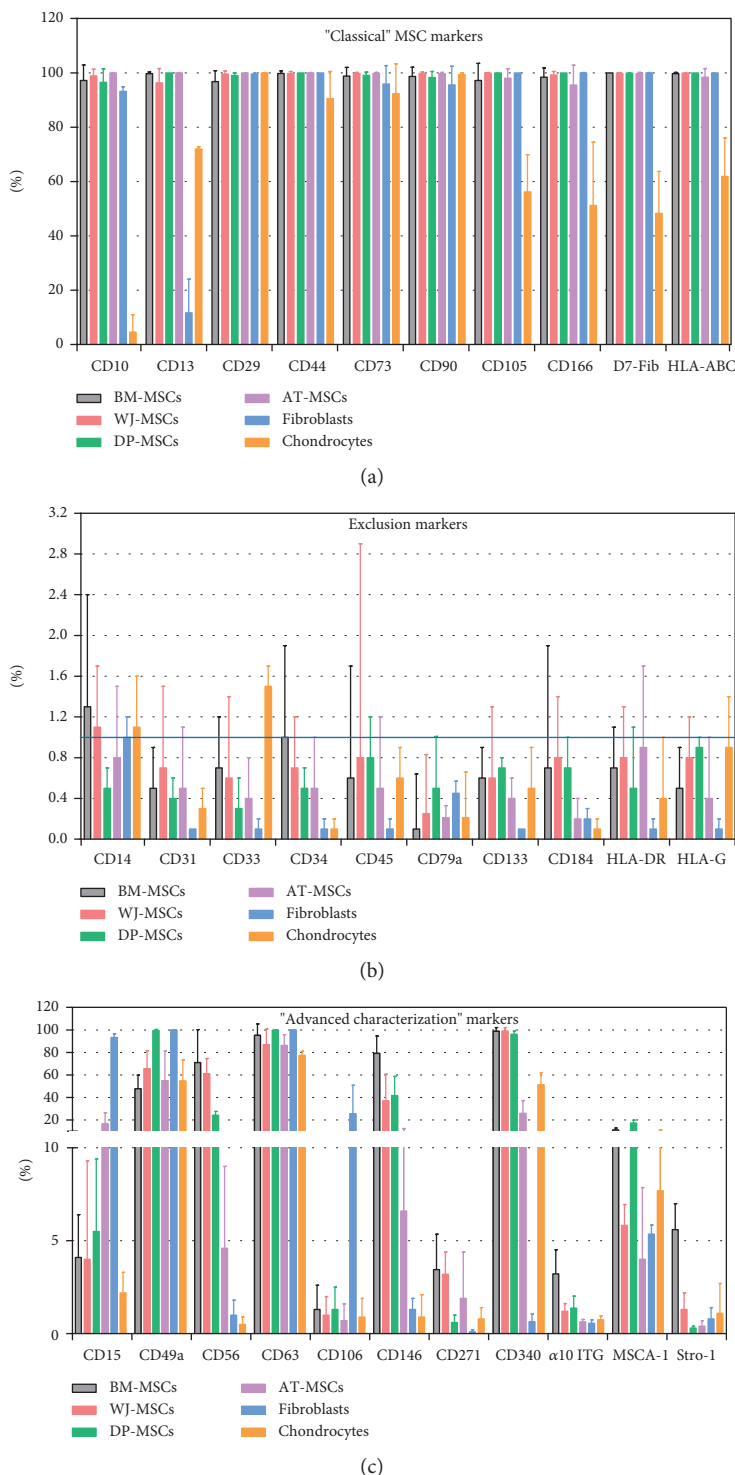 "Classical" MSC markers
120
100
80
60
40
20
0
(%)
CD10 CD13 CD29 CD44 CD73 CD90 CD105 CD166 D7-Fib HLA-ABC
BM-MSCs AT-MSCs
WJ-MSCs Fibroblasts
DP-MSCs Chondrocytes
(a)
Exclusion markers
3.2
2.8
2.4
2.0
1.6
1.2
0.8
0.4
0.0
(%)
CD14 CD31 CD33 CD34 CD45 CD79a CD133 CD184 HLA-DR HLA-G
BM-MSCs AT-MSCs
WJ-MSCs Fibroblasts
DP-MSCs Chondrocytes
(b)
"Advanced characterization" markers
120
100
80
60
40
20
10
5
0
(%)
CD15 CD49a CD56 CD63 CD106 CD146 CD271 CD340 α10 ITG MSCA-1 Stro-1
BM-MSCs AT-MSCs
WJ-MSCs Fibroblasts
DP-MSCs Chondrocytes
(c)